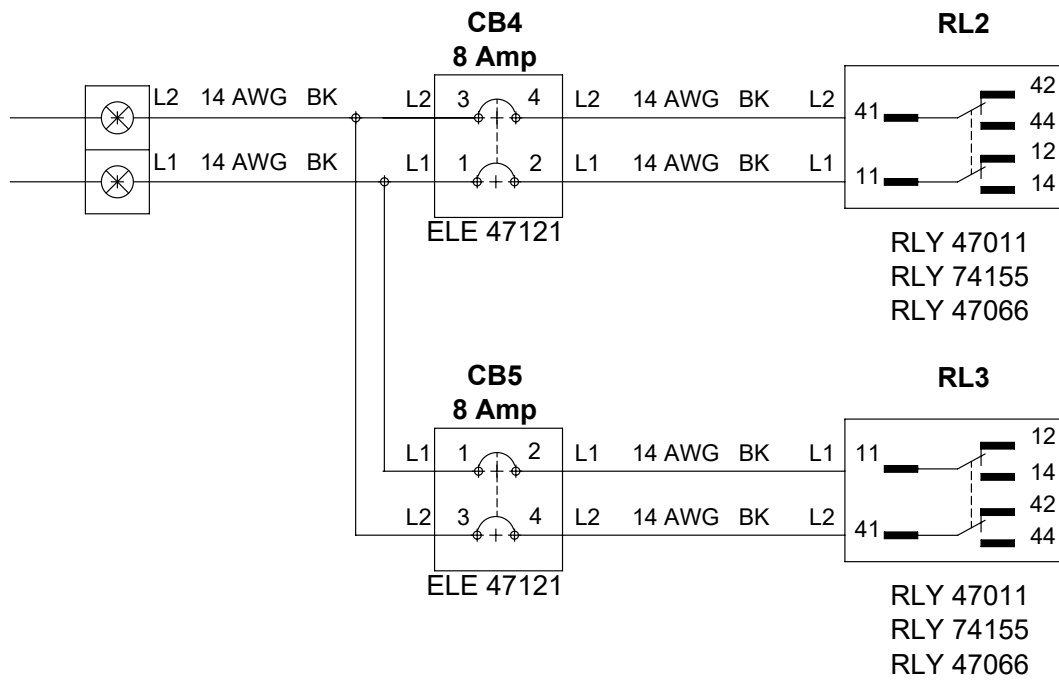 CB4
8 Amp
RL2
L2 14 AWG BK L2 3 4 L2 14 AWG BK L2 41 42
44
L1 14 AWG BK L1 1 2 L1 14 AWG BK L1 11 12
14
ELE 47121
RLY 47011
RLY 74155
RLY 47066
CB5
8 Amp
RL3
L1 1 2 L1 14 AWG BK L1 11 12
14
L2 3 4 L2 14 AWG BK L2 41 42
44
ELE 47121
RLY 47011
RLY 74155
RLY 47066